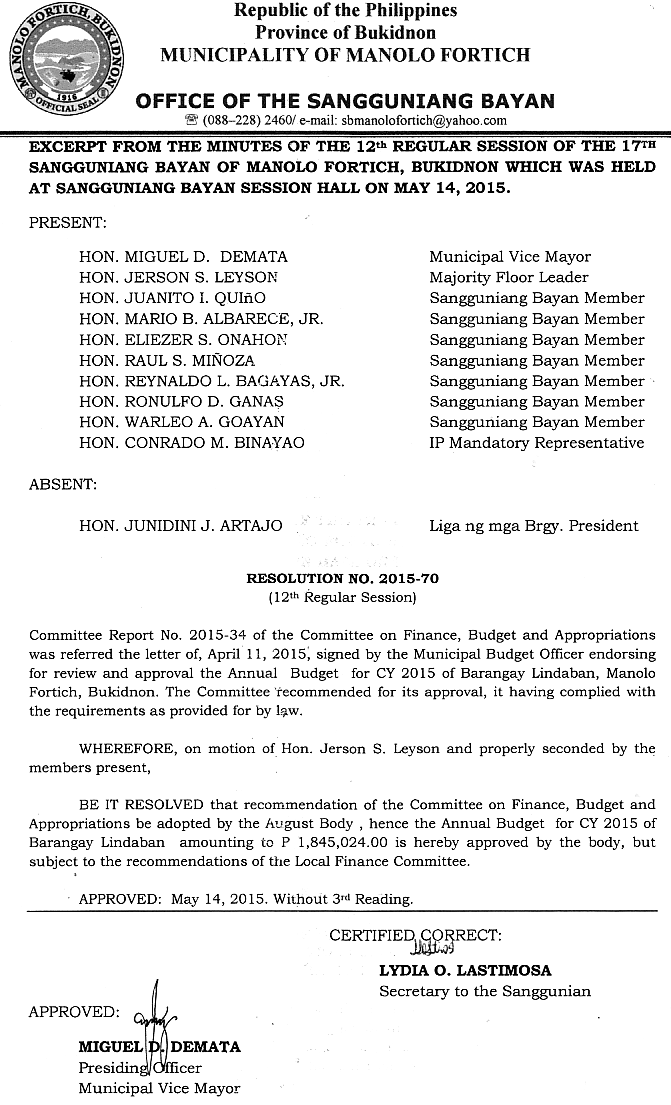 MANOLO FORTICH, BUKIDNON
1916
OFFICIAL SEAL
Republic of the Philippines
Province of Bukidnon
MUNICIPALITY OF MANOLO FORTICH
OFFICE OF THE SANGGUNIANG BAYAN
☏ (088-228) 2460/ e-mail: sbmanolofortich@yahoo.com
EXCERPT FROM THE MINUTES OF THE 12th REGULAR SESSION OF THE 17TH
SANGGUNIANG BAYAN OF MANOLO FORTICH, BUKIDNON WHICH WAS HELD
AT SANGGUNIANG BAYAN SESSION HALL ON MAY 14, 2015.
PRESENT:
HON. MIGUEL D. DEMATA Municipal Vice Mayor
HON. JERSON S. LEYSON Majority Floor Leader
HON. JUANITO I. QUIñO Sangguniang Bayan Member
HON. MARIO B. ALBARECE, JR. Sangguniang Bayan Member
HON. ELIEZER S. ONAHON Sangguniang Bayan Member
HON. RAUL S. MIÑOZA Sangguniang Bayan Member
HON. REYNALDO L. BAGAYAS, JR. Sangguniang Bayan Member
HON. RONULFO D. GANAS Sangguniang Bayan Member
HON. WARLEO A. GOAYAN Sangguniang Bayan Member
HON. CONRADO M. BINAYAO IP Mandatory Representative
ABSENT:
HON. JUNIDINI J. ARTAJO Liga ng mga Brgy. President
RESOLUTION NO. 2015-70
(12th Regular Session)
Committee Report No. 2015-34 of the Committee on Finance, Budget and Appropriations
was referred the letter of, April 11, 2015, signed by the Municipal Budget Officer endorsing
for review and approval the Annual Budget for CY 2015 of Barangay Lindaban, Manolo
Fortich, Bukidnon. The Committee recommended for its approval, it having complied with
the requirements as provided for by law.
WHEREFORE, on motion of Hon. Jerson S. Leyson and properly seconded by the
members present,
BE IT RESOLVED that recommendation of the Committee on Finance, Budget and
Appropriations be adopted by the August Body , hence the Annual Budget for CY 2015 of
Barangay Lindaban amounting to P 1,845,024.00 is hereby approved by the body, but
subject to the recommendations of the Local Finance Committee.
APPROVED: May 14, 2015. Without 3rd Reading.
CERTIFIED CORRECT:
LYDIA O. LASTIMOSA
Secretary to the Sanggunian
APPROVED:
MIGUEL D. DEMATA
Presiding Officer
Municipal Vice Mayor